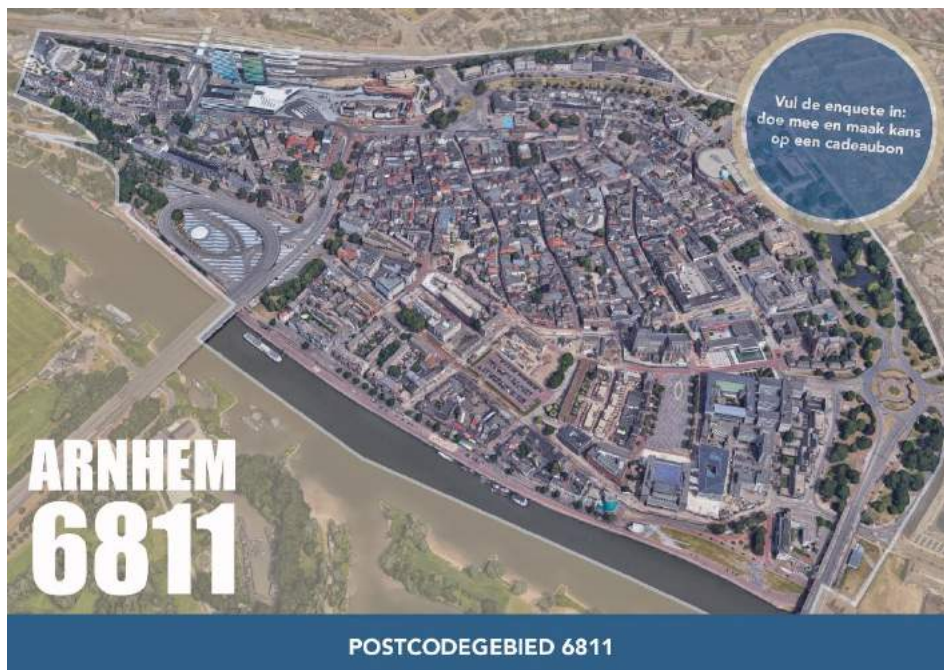 Vul de enquete in:
doe mee en maak kans
op een cadeaubon
ARNHEM
6811
POSTCODEGEBIED 6811